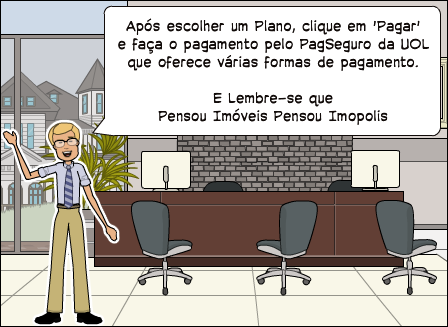 Após escolher um Plano, clique em 'Pagar'
e faça o pagamento pelo PagSeguro da UOL
que oferece várias formas de pagamento.
E Lembre-se que
Pensou Imóveis Pensou Imopolis